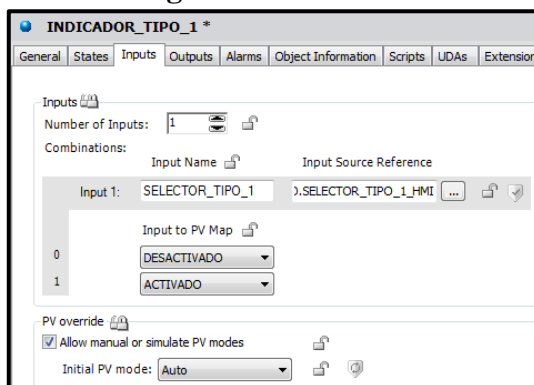 INDICADOR_TIPO_1 *
General States Inputs Outputs Alarms Object Information Scripts UDAs Extension
Inputs
Number of Inputs: 1
Combinations:
Input Name Input Source Reference
Input 1: SELECTOR_TIPO_1 .SELECTOR_TIPO_1_HMI ...
Input to PV Map
0 DESACTIVADO
1 ACTIVADO
PV override
Allow manual or simulate PV modes
Initial PV mode: Auto